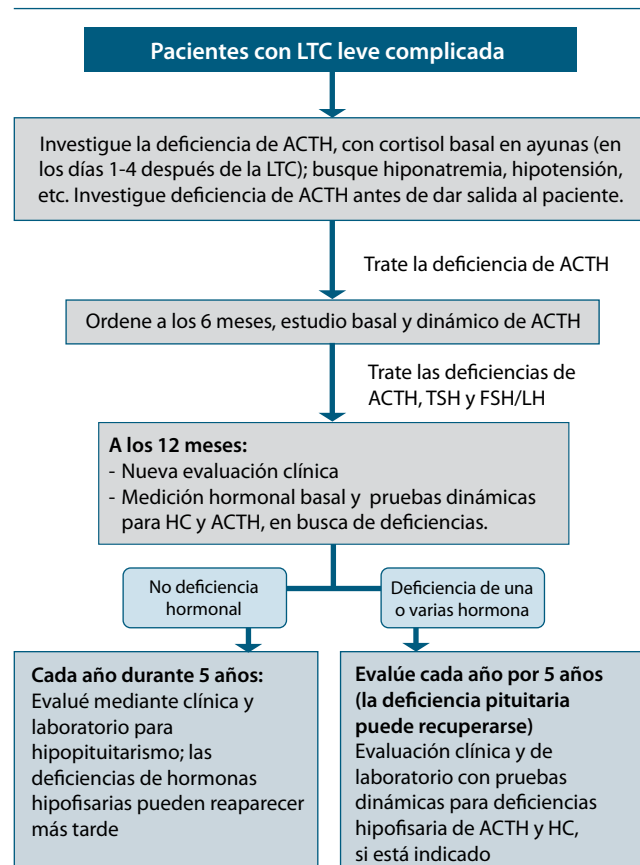 Pacientes con LTC leve complicada
Investigue la deficiencia de ACTH, con cortisol basal en ayunas (en
los días 1-4 después de la LTC); busque hiponatremia, hipotensión,
etc. Investigue deficiencia de ACTH antes de dar salida al paciente.
Trate la deficiencia de ACTH
Ordene a los 6 meses, estudio basal y dinámico de ACTH
Trate las deficiencias de
ACTH, TSH y FSH/LH
A los 12 meses:
- Nueva evaluación clínica
- Medición hormonal basal y pruebas dinámicas
para HC y ACTH, en busca de deficiencias.
No deficiencia
hormonal
Deficiencia de una
o varias hormona
Cada año durante 5 años:
Evalué mediante clínica y
laboratorio para
hipopituitarismo; las
deficiencias de hormonas
hipofisarias pueden reaparecer
más tarde
Evalúe cada año por 5 años
(la deficiencia pituitaria
puede recuperarse)
Evaluación clínica y de
laboratorio con pruebas
dinámicas para deficiencias
hipofisaria de ACTH y HC,
si está indicado